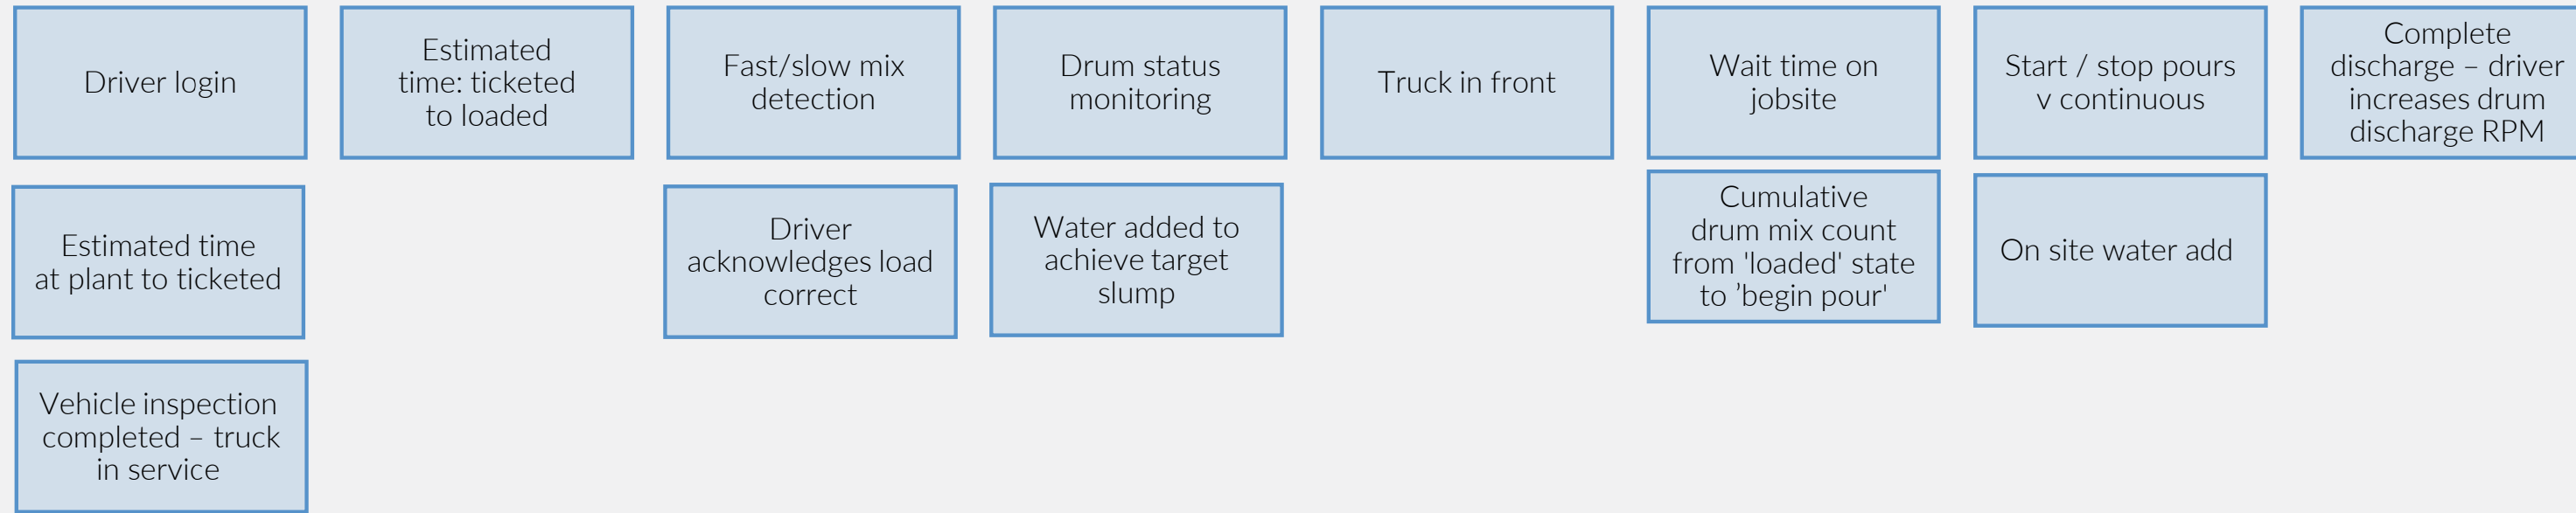 Driver login
Estimated
time: ticketed
to loaded
Fast/slow mix
detection
Drum status
monitoring
Truck in front
Wait time on
jobsite
Start / stop pours
v continuous
Complete
discharge – driver
increases drum
discharge RPM
Estimated time
at plant to ticketed
Driver
acknowledges load
correct
Water added to
achieve target
slump
Cumulative
drum mix count
from 'loaded' state
to ’begin pour'
On site water add
Vehicle inspection
completed – truck
in service